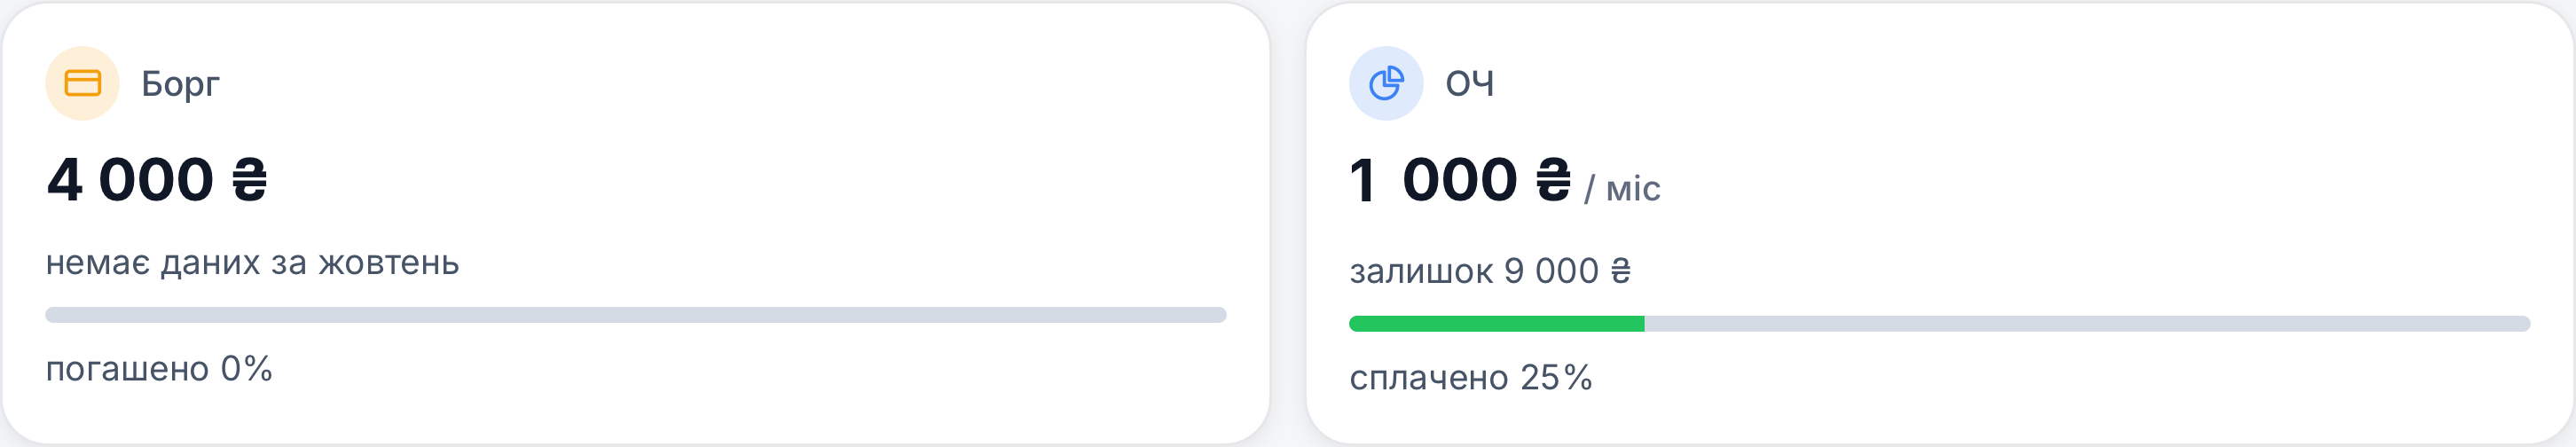 Борг
4 000 ₴
немає даних за жовтень
погашено 0%
ОЧ
1 000 ₴ / міс
залишок 9 000 ₴
сплачено 25%